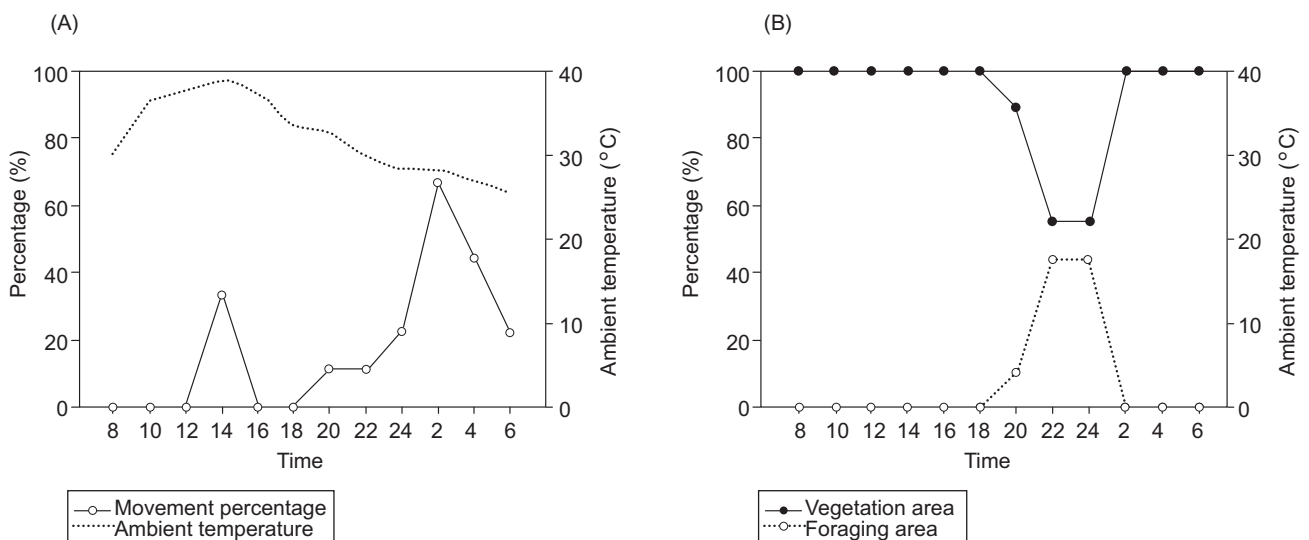 (A)
100
80
60
40
20
0
Percentage (%)
40
30
20
10
0
Ambient temperature (°C)
8 10 12 14 16 18 20 22 24 2 4 6
Time
Movement percentage
Ambient temperature
(B)
100
80
60
40
20
0
Percentage (%)
40
30
20
10
0
Ambient temperature (°C)
8 10 12 14 16 18 20 22 24 2 4 6
Time
Vegetation area
Foraging area